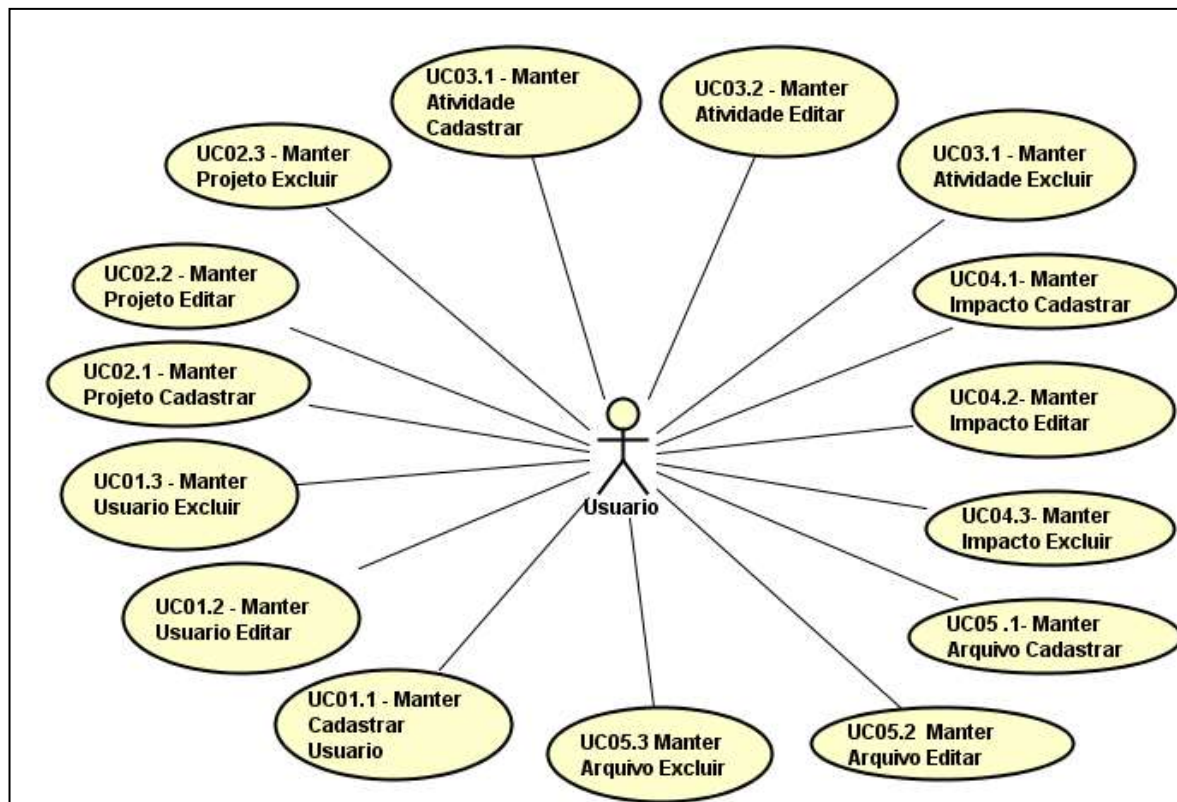 UC03.1 - Manter
Atividade
Cadastrar
UC03.2 - Manter
Atividade Editar
UC02.3 - Manter
Projeto Excluir
UC03.1 - Manter
Atividade Excluir
UC02.2 - Manter
Projeto Editar
UC04.1- Manter
Impacto Cadastrar
UC02.1 - Manter
Projeto Cadastrar
UC04.2- Manter
Impacto Editar
UC01.3 - Manter
Usuario Excluir
Usuario
UC04.3- Manter
Impacto Excluir
UC01.2 - Manter
Usuario Editar
UC05 .1- Manter
Arquivo Cadastrar
UC01.1 - Manter
Cadastrar
Usuario
UC05.3 Manter
Arquivo Excluir
UC05.2 Manter
Arquivo Editar